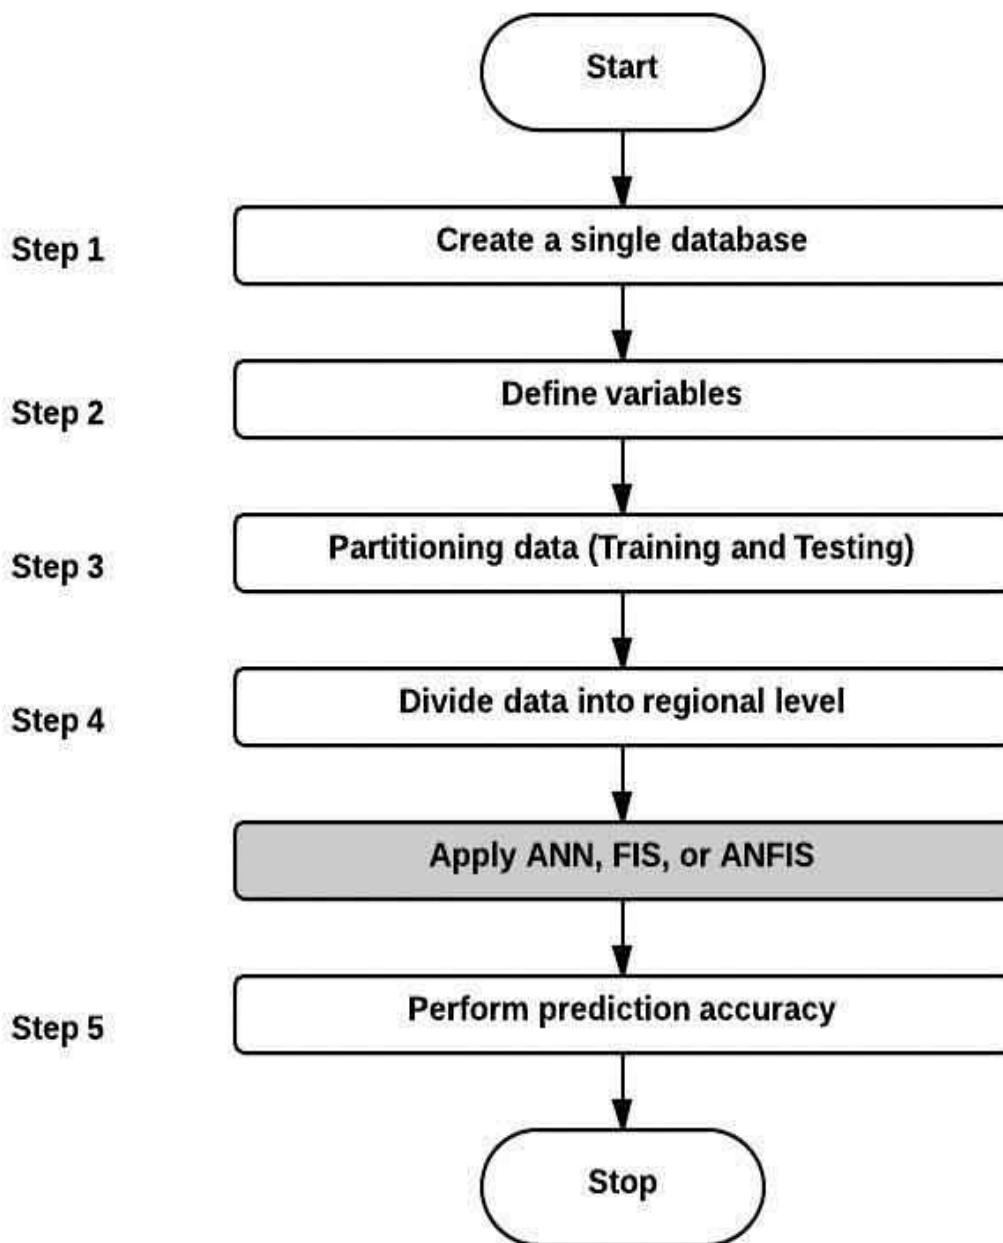 Start
Step 1
Create a single database
Step 2
Define variables
Step 3
Partitioning data (Training and Testing)
Step 4
Divide data into regional level
Apply ANN, FIS, or ANFIS
Step 5
Perform prediction accuracy
Stop